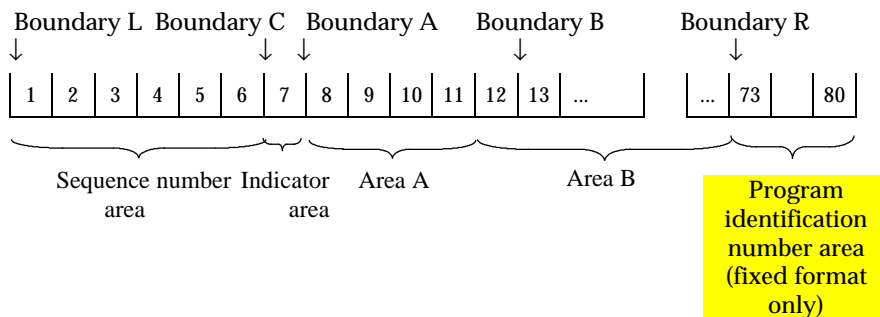 Boundary L Boundary C Boundary A Boundary B Boundary R
↓ ↓ ↓ ↓ ↓
1 2 3 4 5 6 7 8 9 10 11 12 13 ... ... 73 80
Sequence number Indicator Area A Area B
area area
Program
identification
number area
(fixed format
only)